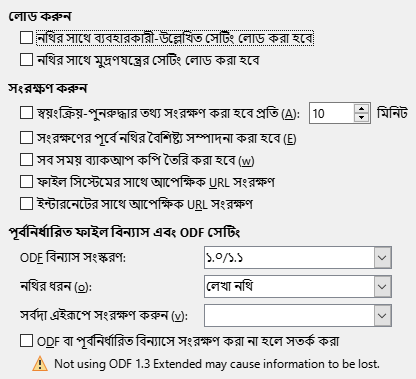 লোড করুন
নথির সাথে ব্যবহারকারী-উল্লেখিত সেটিং লোড করা হবে
নথির সাথে মুদ্রণযন্ত্রের সেটিং লোড করা হবে
সংরক্ষণ করুন
স্বয়ংক্রিয়-পুনরুদ্ধার তথ্য সংরক্ষণ করা হবে প্রতি (A): 10 মিনিট
সংরক্ষণের পূর্বে নথির বৈশিষ্ট্য সম্পাদনা করা হবে (E)
সব সময় ব্যাকআপ কপি তৈরি করা হবে (w)
ফাইল সিস্টেমের সাথে আপেক্ষিক URL সংরক্ষণ
ইন্টারনেটের সাথে আপেক্ষিক URL সংরক্ষণ
পূর্বনির্ধারিত ফাইল বিন্যাস এবং ODF সেটিং
ODF বিন্যাস সংস্করণ: ১.০/১.১
নথির ধরন (o): লেখা নথি
সর্বদা এইরূপে সংরক্ষণ করুন (v):
ODF বা পূর্বনির্ধারিত বিন্যাসে সংরক্ষণ করা না হলে সতর্ক করা
Not using ODF 1.3 Extended may cause information to be lost.